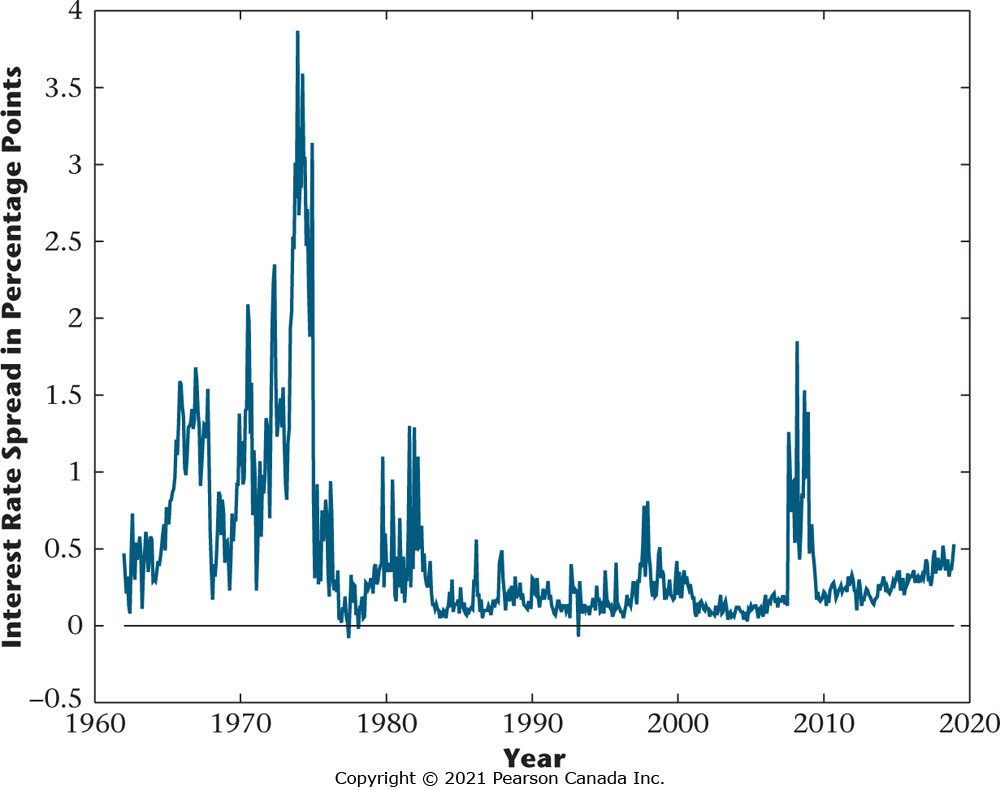 4
3.5
3
2.5
2
1.5
1
0.5
0
–0.5
Interest Rate Spread in Percentage Points
1960 1970 1980 1990 2000 2010 2020
Year
Copyright © 2021 Pearson Canada Inc.